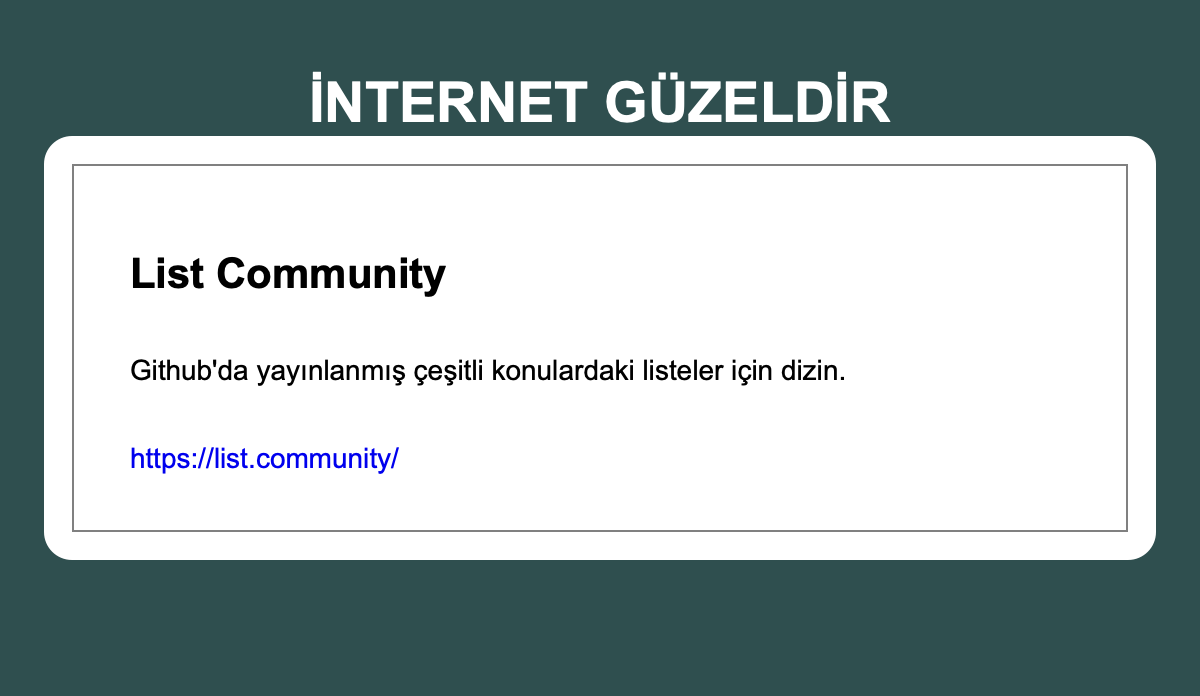 İNTERNET GÜZELDİR
List Community
Github'da yayınlanmış çeşitli konulardaki listeler için dizin.
https://list.community/